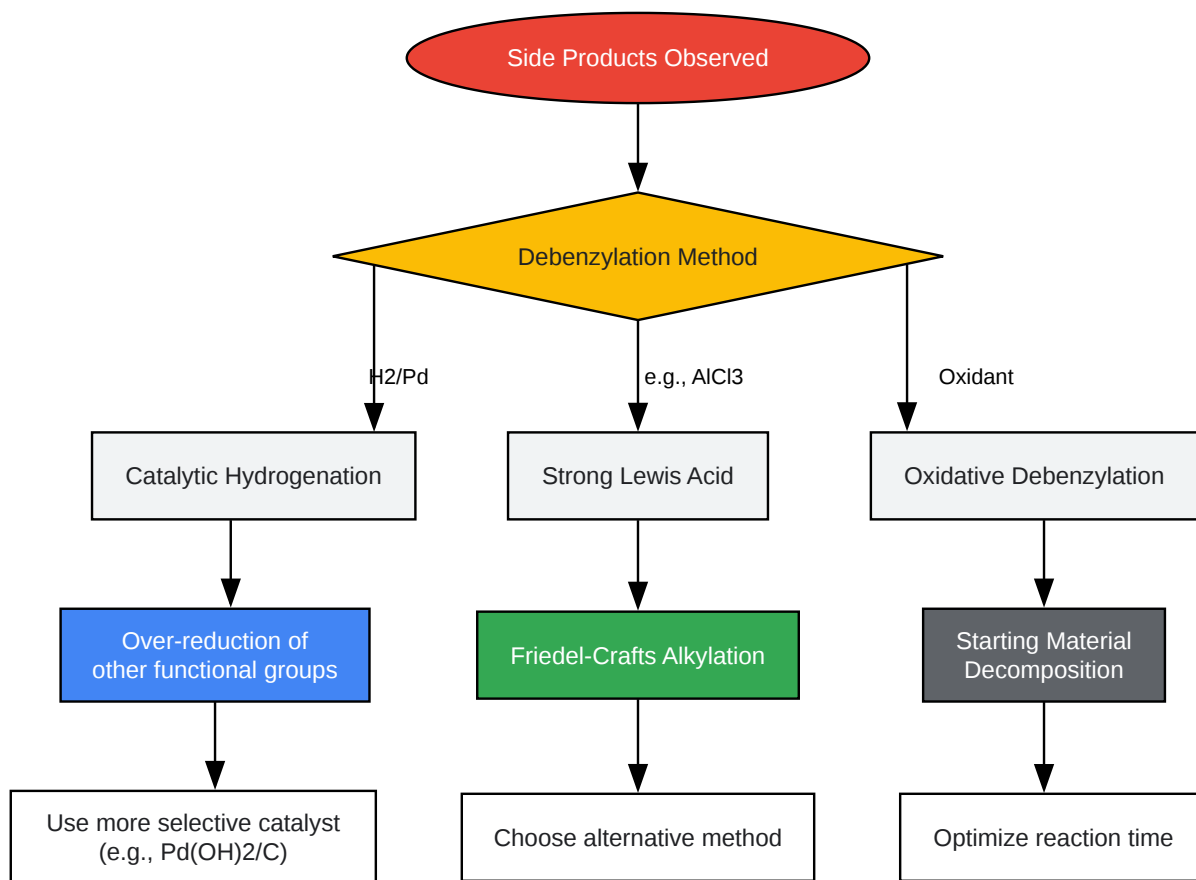 Side Products Observed
Debenzylation Method
H2/Pd
e.g., AlCl3
Oxidant
Catalytic Hydrogenation
Strong Lewis Acid
Oxidative Debenzylation
Over-reduction of
other functional groups
Friedel-Crafts Alkylation
Starting Material
Decomposition
Use more selective catalyst
(e.g., Pd(OH)2/C)
Choose alternative method
Optimize reaction time